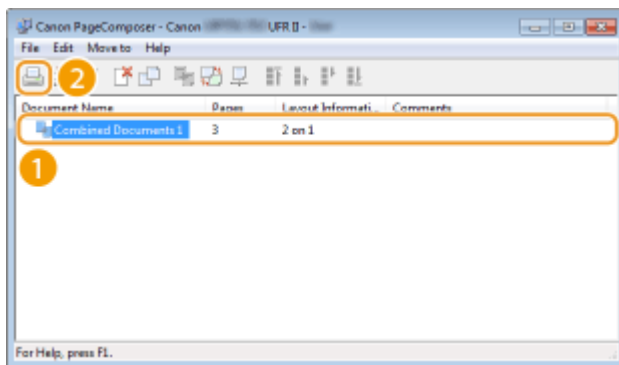 Canon PageComposer - Canon UFR II -
File Edit Move to Help
2
Document Name Pages Layout Informati... Comments
Combined Documents 1 3 2 on 1
1
For Help, press F1.